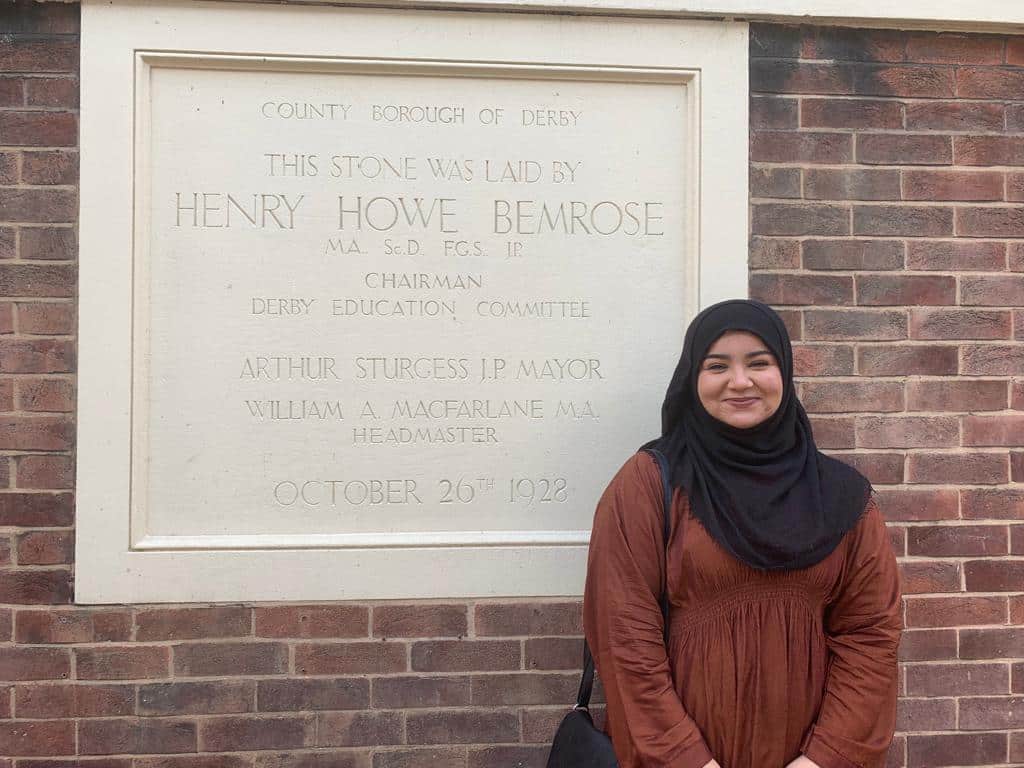 COUNTY BOROUGH OF DERBY
THIS STONE WAS LAID BY
HENRY HOWE BEMROSE
M.A. Sc.D. F.G.S. J.P.
CHAIRMAN
DERBY EDUCATION COMMITTEE
ARTHUR STURGESS J.P. MAYOR
WILLIAM A. MACFARLANE M.A.
HEADMASTER
OCTOBER 26TH 1928